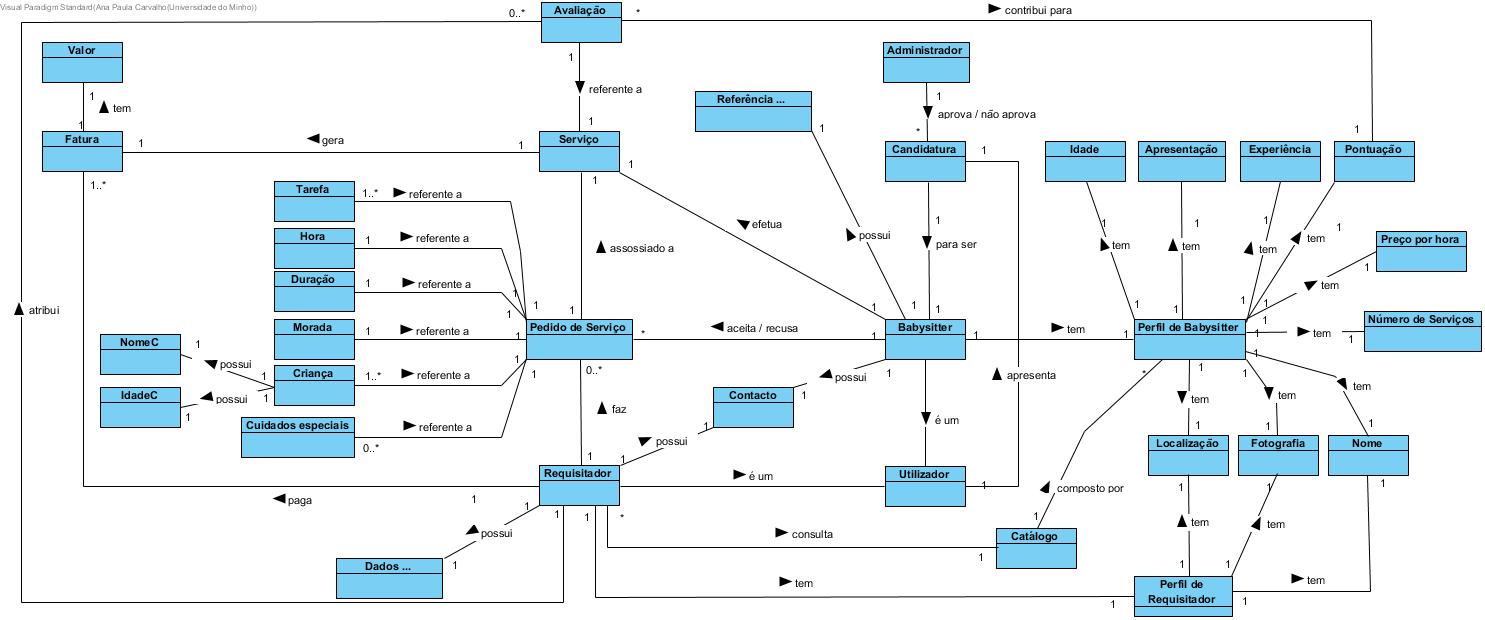 Visual Paradigm Standard(Ana Paula Carvalho(Universidade do Minho))
0..*
Avaliação
*
contribui para
Valor
1
Administrador
referente a
Referência ...
1
tem
1
1
aprova / não aprova
1
1
*
1
Fatura
1
gera
1
Serviço
1
Candidatura
1
Idade
Apresentação
Experiência
Pontuação
1..*
1
1
Tarefa
1..*
referente a
Hora
1
referente a
assossiado a
efetua
possui
1
para ser
1
tem
1
tem
1
tem
tem
1
Preço por hora
1
Duração
1
referente a
tem
atribui
1
1
1
1
1
1
1
1
1
1
Morada
1
referente a
1
Pedido de Serviço
*
aceita / recusa
1
Babysitter
1
tem
1
Perfil de Babysitter
1
tem
1
Número de Serviços
NomeC
1
possui
1
1
1
Criança
1..*
referente a
1
0..*
possui
1
apresenta
*
1
1
tem
IdadeC
possui
1
1
Contacto
1
tem
tem
faz
Cuidados especiais
referente a
0..*
1
é um
1
1
1
possui
1
Localização
Fotografia
Nome
1
1
Requisitador
é um
Utilizador
1
composto por
1
1
1
paga
1
possui
1
1
*
1
tem
tem
consulta
Catálogo
1
Dados ...
1
1
1
tem
Perfil de
Requisitador
tem
1
1